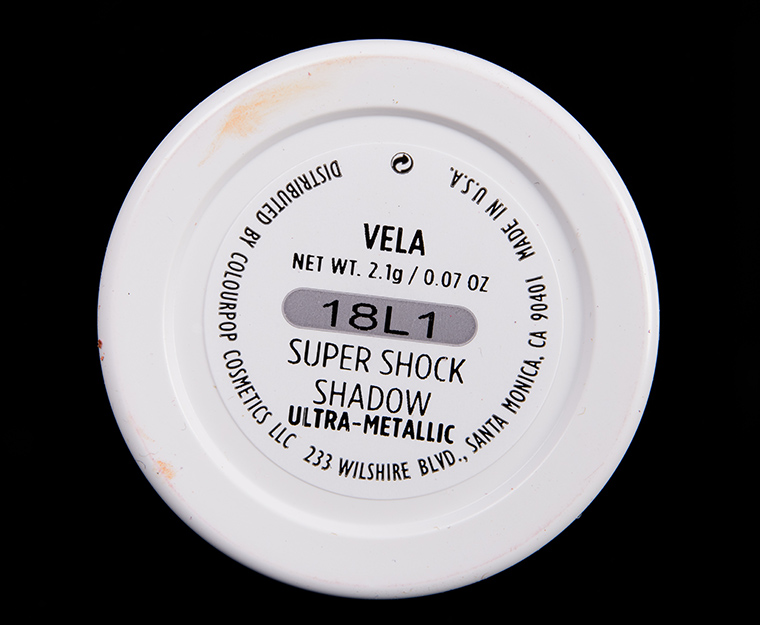 VELA
NET WT. 2.1g / 0.07 OZ
18L1
SUPER SHOCK
SHADOW
ULTRA-METALLIC
DISTRIBUTED BY COLOURPOP COSMETICS LLC 233 WILSHIRE BLVD., SANTA MONICA, CA 90401 MADE IN U.S.A.